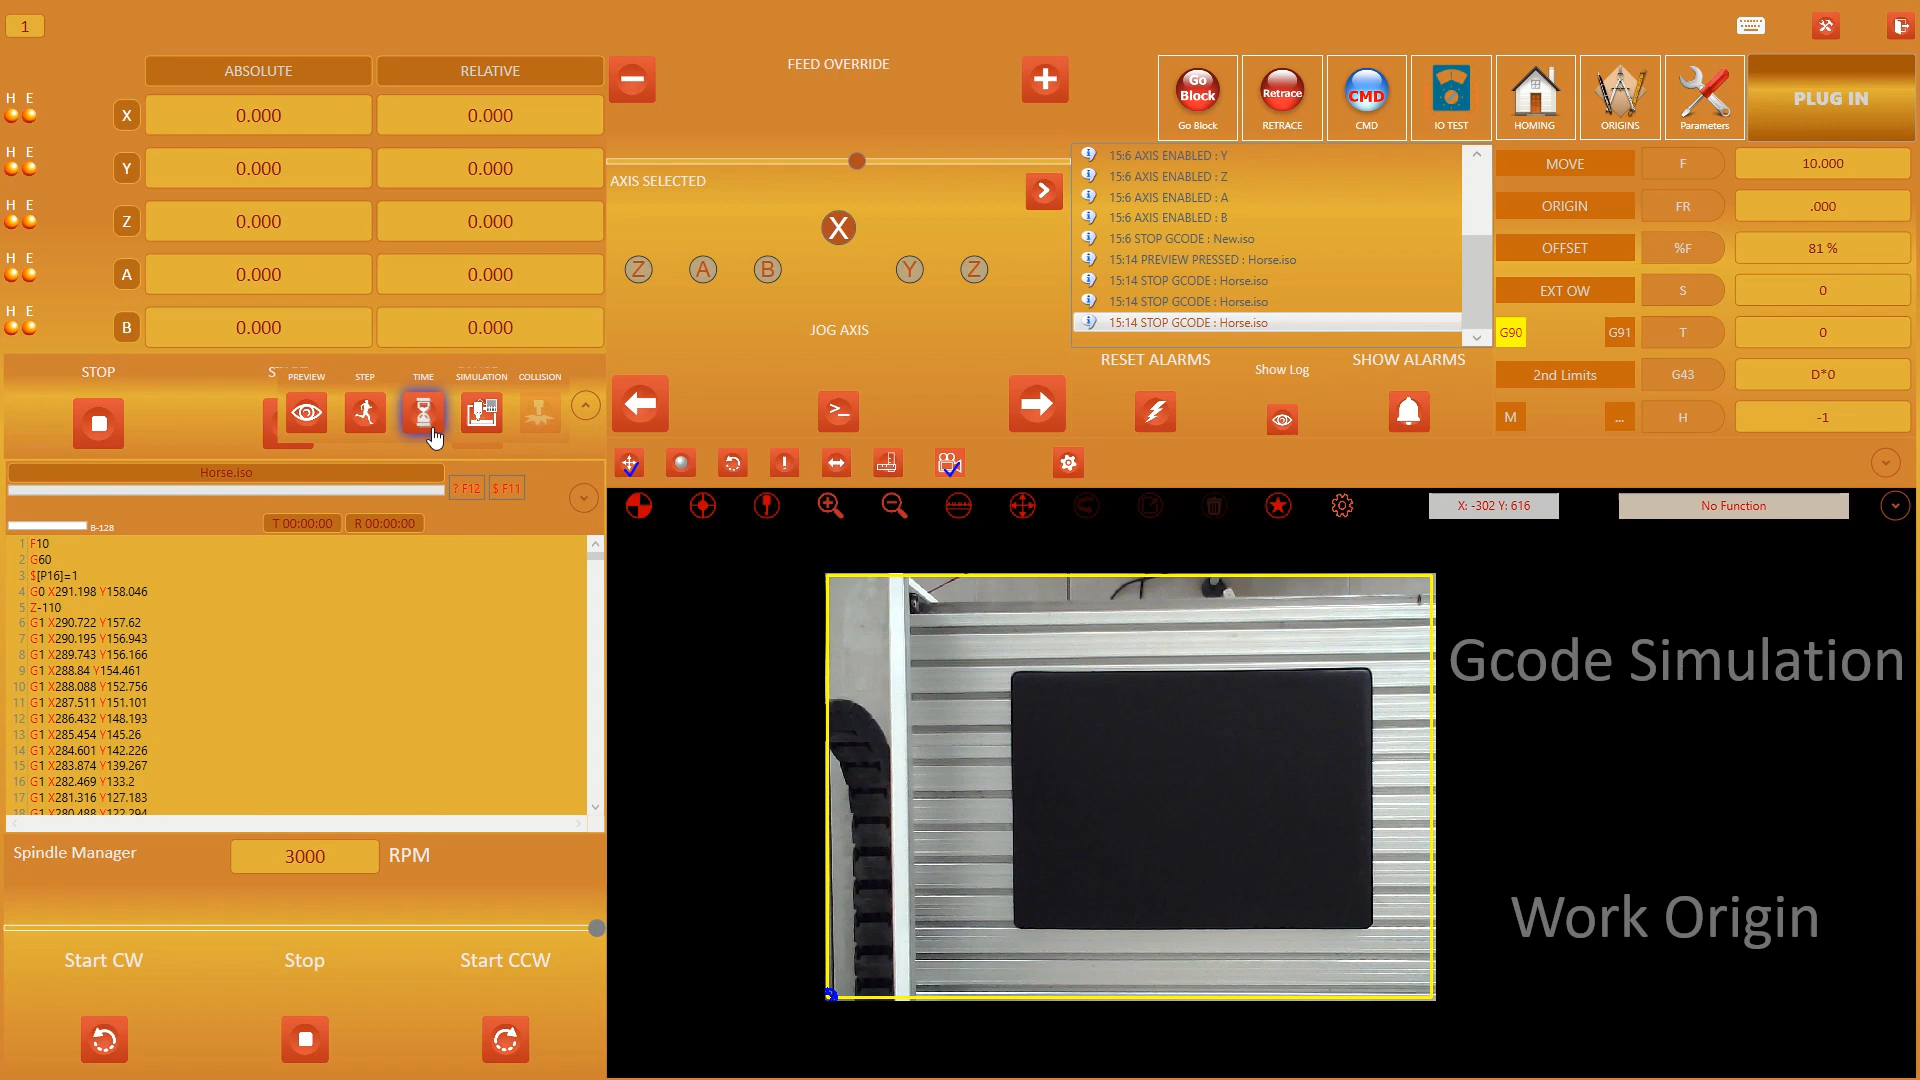 1
ABSOLUTE RELATIVE
H E X 0.000 0.000
H E Y 0.000 0.000
H E Z 0.000 0.000
H E A 0.000 0.000
H E B 0.000 0.000
FEED OVERRIDE
AXIS SELECTED
X
Z A B Y Z
JOG AXIS
Go Block
Go Block
Retrace
RETRACE
CMD
CMD
IO TEST
HOMING
ORIGINS
Parameters
PLUG IN
15:6 AXIS ENABLED : Y
15:6 AXIS ENABLED : Z
15:6 AXIS ENABLED : A
15:6 AXIS ENABLED : B
15:6 STOP GCODE : New.iso
15:14 PREVIEW PRESSED : Horse.iso
15:14 STOP GCODE : Horse.iso
15:14 STOP GCODE : Horse.iso
15:14 STOP GCODE : Horse.iso
RESET ALARMS Show Log SHOW ALARMS
MOVE F 10.000
ORIGIN FR .000
OFFSET %F 81 %
EXT OW S 0
G90 G91 T 0
2nd Limits G43 D*0
M ... H -1
STOP
PREVIEW STEP TIME SIMULATION COLLISION
Horse.iso
? F12 $ F11
B-128 T 00:00:00 R 00:00:00
1 F10
2 G60
3 $[P16]=1
4 G0 X291.198 Y158.046
5 Z-110
6 G1 X290.722 Y157.62
7 G1 X290.195 Y156.943
8 G1 X289.743 Y156.166
9 G1 X288.84 Y154.461
10 G1 X288.088 Y152.756
11 G1 X287.511 Y151.101
12 G1 X286.432 Y148.193
13 G1 X285.454 Y145.26
14 G1 X284.601 Y142.226
15 G1 X283.874 Y139.267
16 G1 X282.469 Y133.2
17 G1 X281.316 Y127.183
18 G1 X280.488 Y122.294
Spindle Manager 3000 RPM
Start CW Stop Start CCW
X: -302 Y: 616
No Function
Gcode Simulation
Work Origin